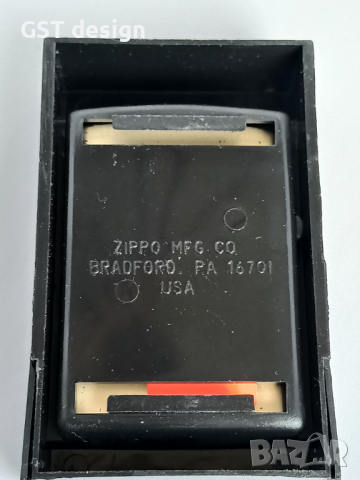 GST design
ZIPPO MFG. CO.
BRADFORD. PA 16701
USA
BAZAR